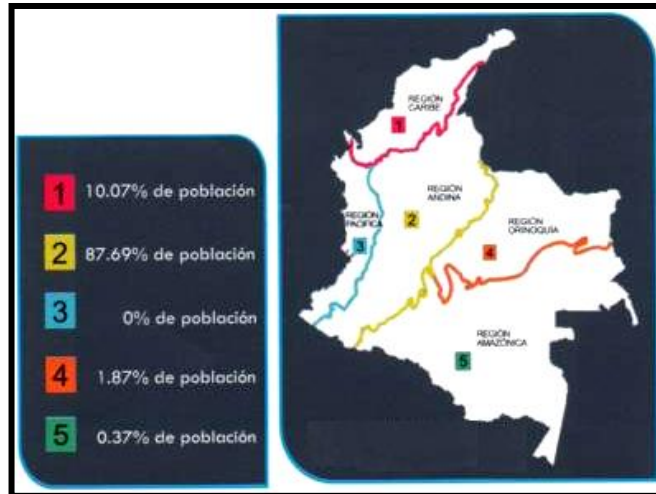 1 10.07% de población
2 87.69% de población
3 0% de población
4 1.87% de población
5 0.37% de población
REGIÓN
CARIBE
1
REGIÓN
ANDINA
2
REGIÓN
PACÍFICA
3
REGIÓN
ORINOQUÍA
4
REGIÓN
AMAZÓNICA
5